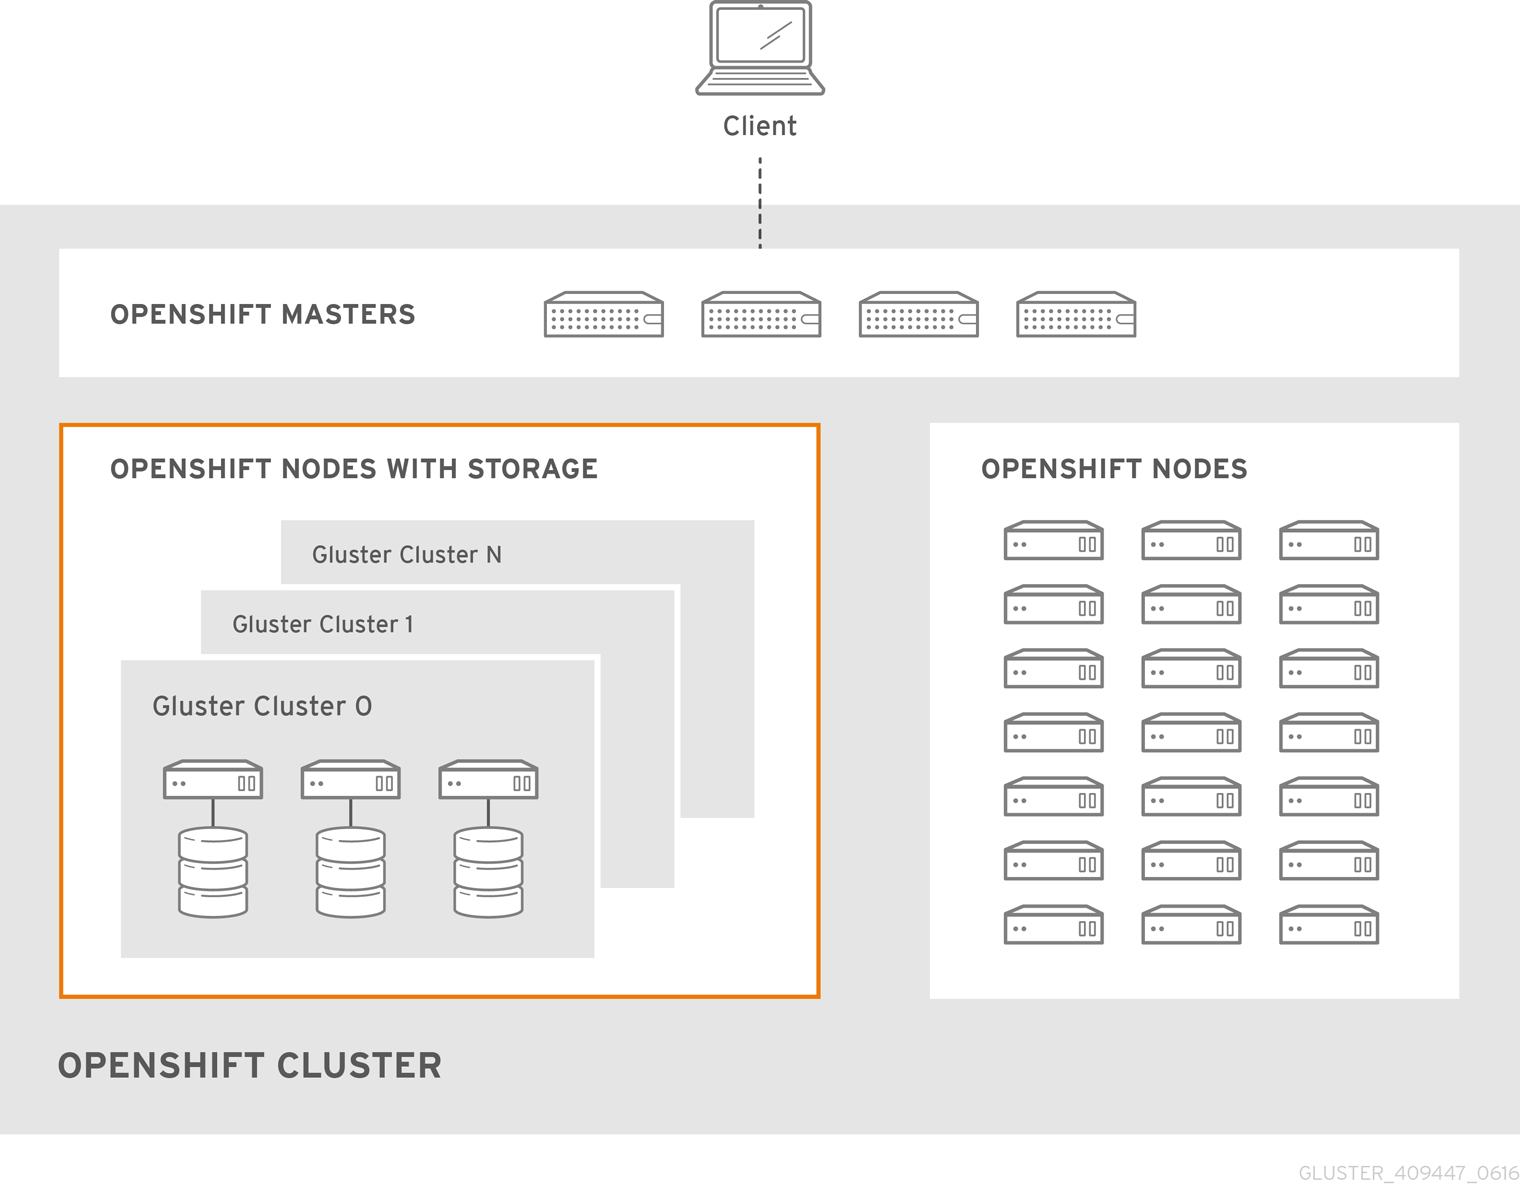 Client
OPENSHIFT MASTERS
OPENSHIFT NODES WITH STORAGE
Gluster Cluster N
Gluster Cluster 1
Gluster Cluster 0
OPENSHIFT NODES
OPENSHIFT CLUSTER
GLUSTER_409447_0616